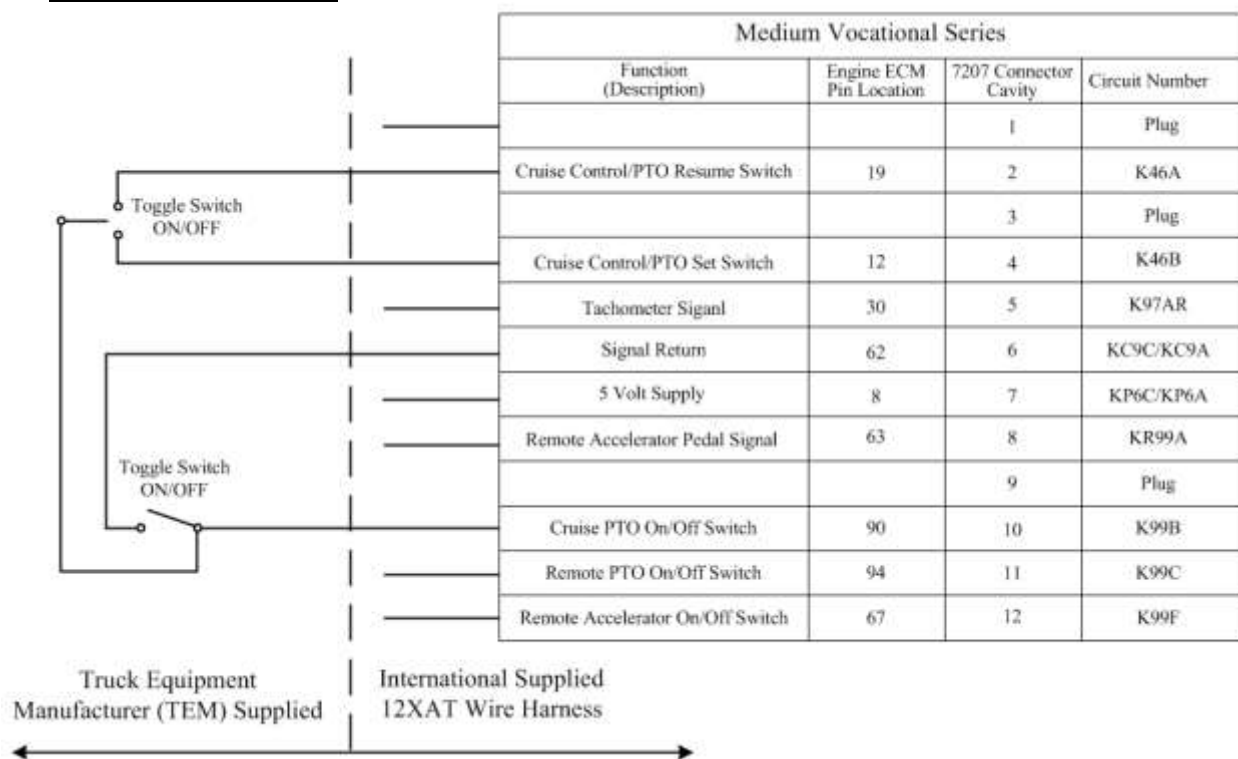 Medium Vocational Series
Function Engine ECM 7207 Connector Circuit Number
(Description) Pin Location Cavity
1 Plug
Cruise Control/PTO Resume Switch 19 2 K46A
Toggle Switch
ON/OFF
3 Plug
Cruise Control/PTO Set Switch 12 4 K46B
Tachometer Siganl 30 5 K97AR
Signal Return 62 6 KC9C/KC9A
5 Volt Supply 8 7 KP6C/KP6A
Remote Accelerator Pedal Signal 63 8 KR99A
Toggle Switch
ON/OFF
9 Plug
Cruise PTO On/Off Switch 90 10 K99B
Remote PTO On/Off Switch 94 11 K99C
Remote Accelerator On/Off Switch 67 12 K99F
Truck Equipment
Manufacturer (TEM) Supplied
International Supplied
12XAT Wire Harness